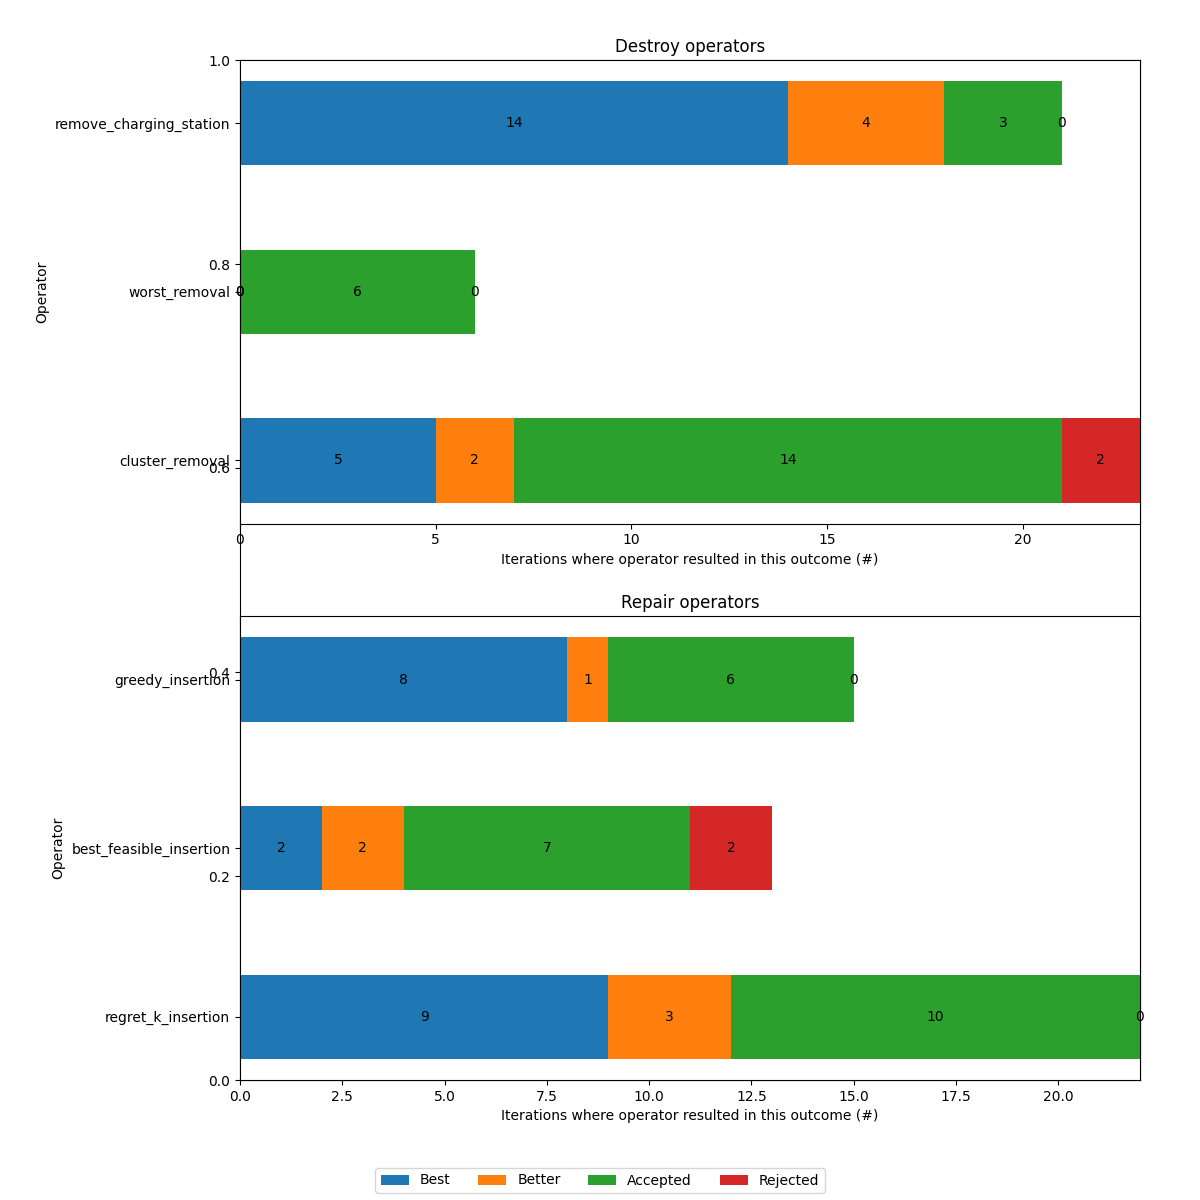 Destroy operators
1.0
remove_charging_station
14
4
3
0
Operator
0.8
worst_removal
0
6
0
cluster_removal
0.6
5
2
14
2
0
5
10
15
20
Iterations where operator resulted in this outcome (#)
Repair operators
0.4
greedy_insertion
8
1
6
0
Operator
best_feasible_insertion
2
2
7
2
0.2
regret_k_insertion
9
3
10
0
0.0
0.0
2.5
5.0
7.5
10.0
12.5
15.0
17.5
20.0
Iterations where operator resulted in this outcome (#)
Best
Better
Accepted
Rejected